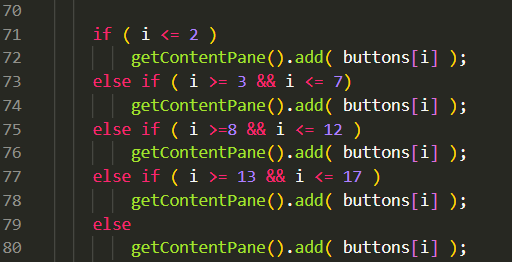 70
71 if ( i <= 2 )
72 getContentPane().add( buttons[i] );
73 else if ( i >= 3 && i <= 7)
74 getContentPane().add( buttons[i] );
75 else if ( i >=8 && i <= 12 )
76 getContentPane().add( buttons[i] );
77 else if ( i >= 13 && i <= 17 )
78 getContentPane().add( buttons[i] );
79 else
80 getContentPane().add( buttons[i] );